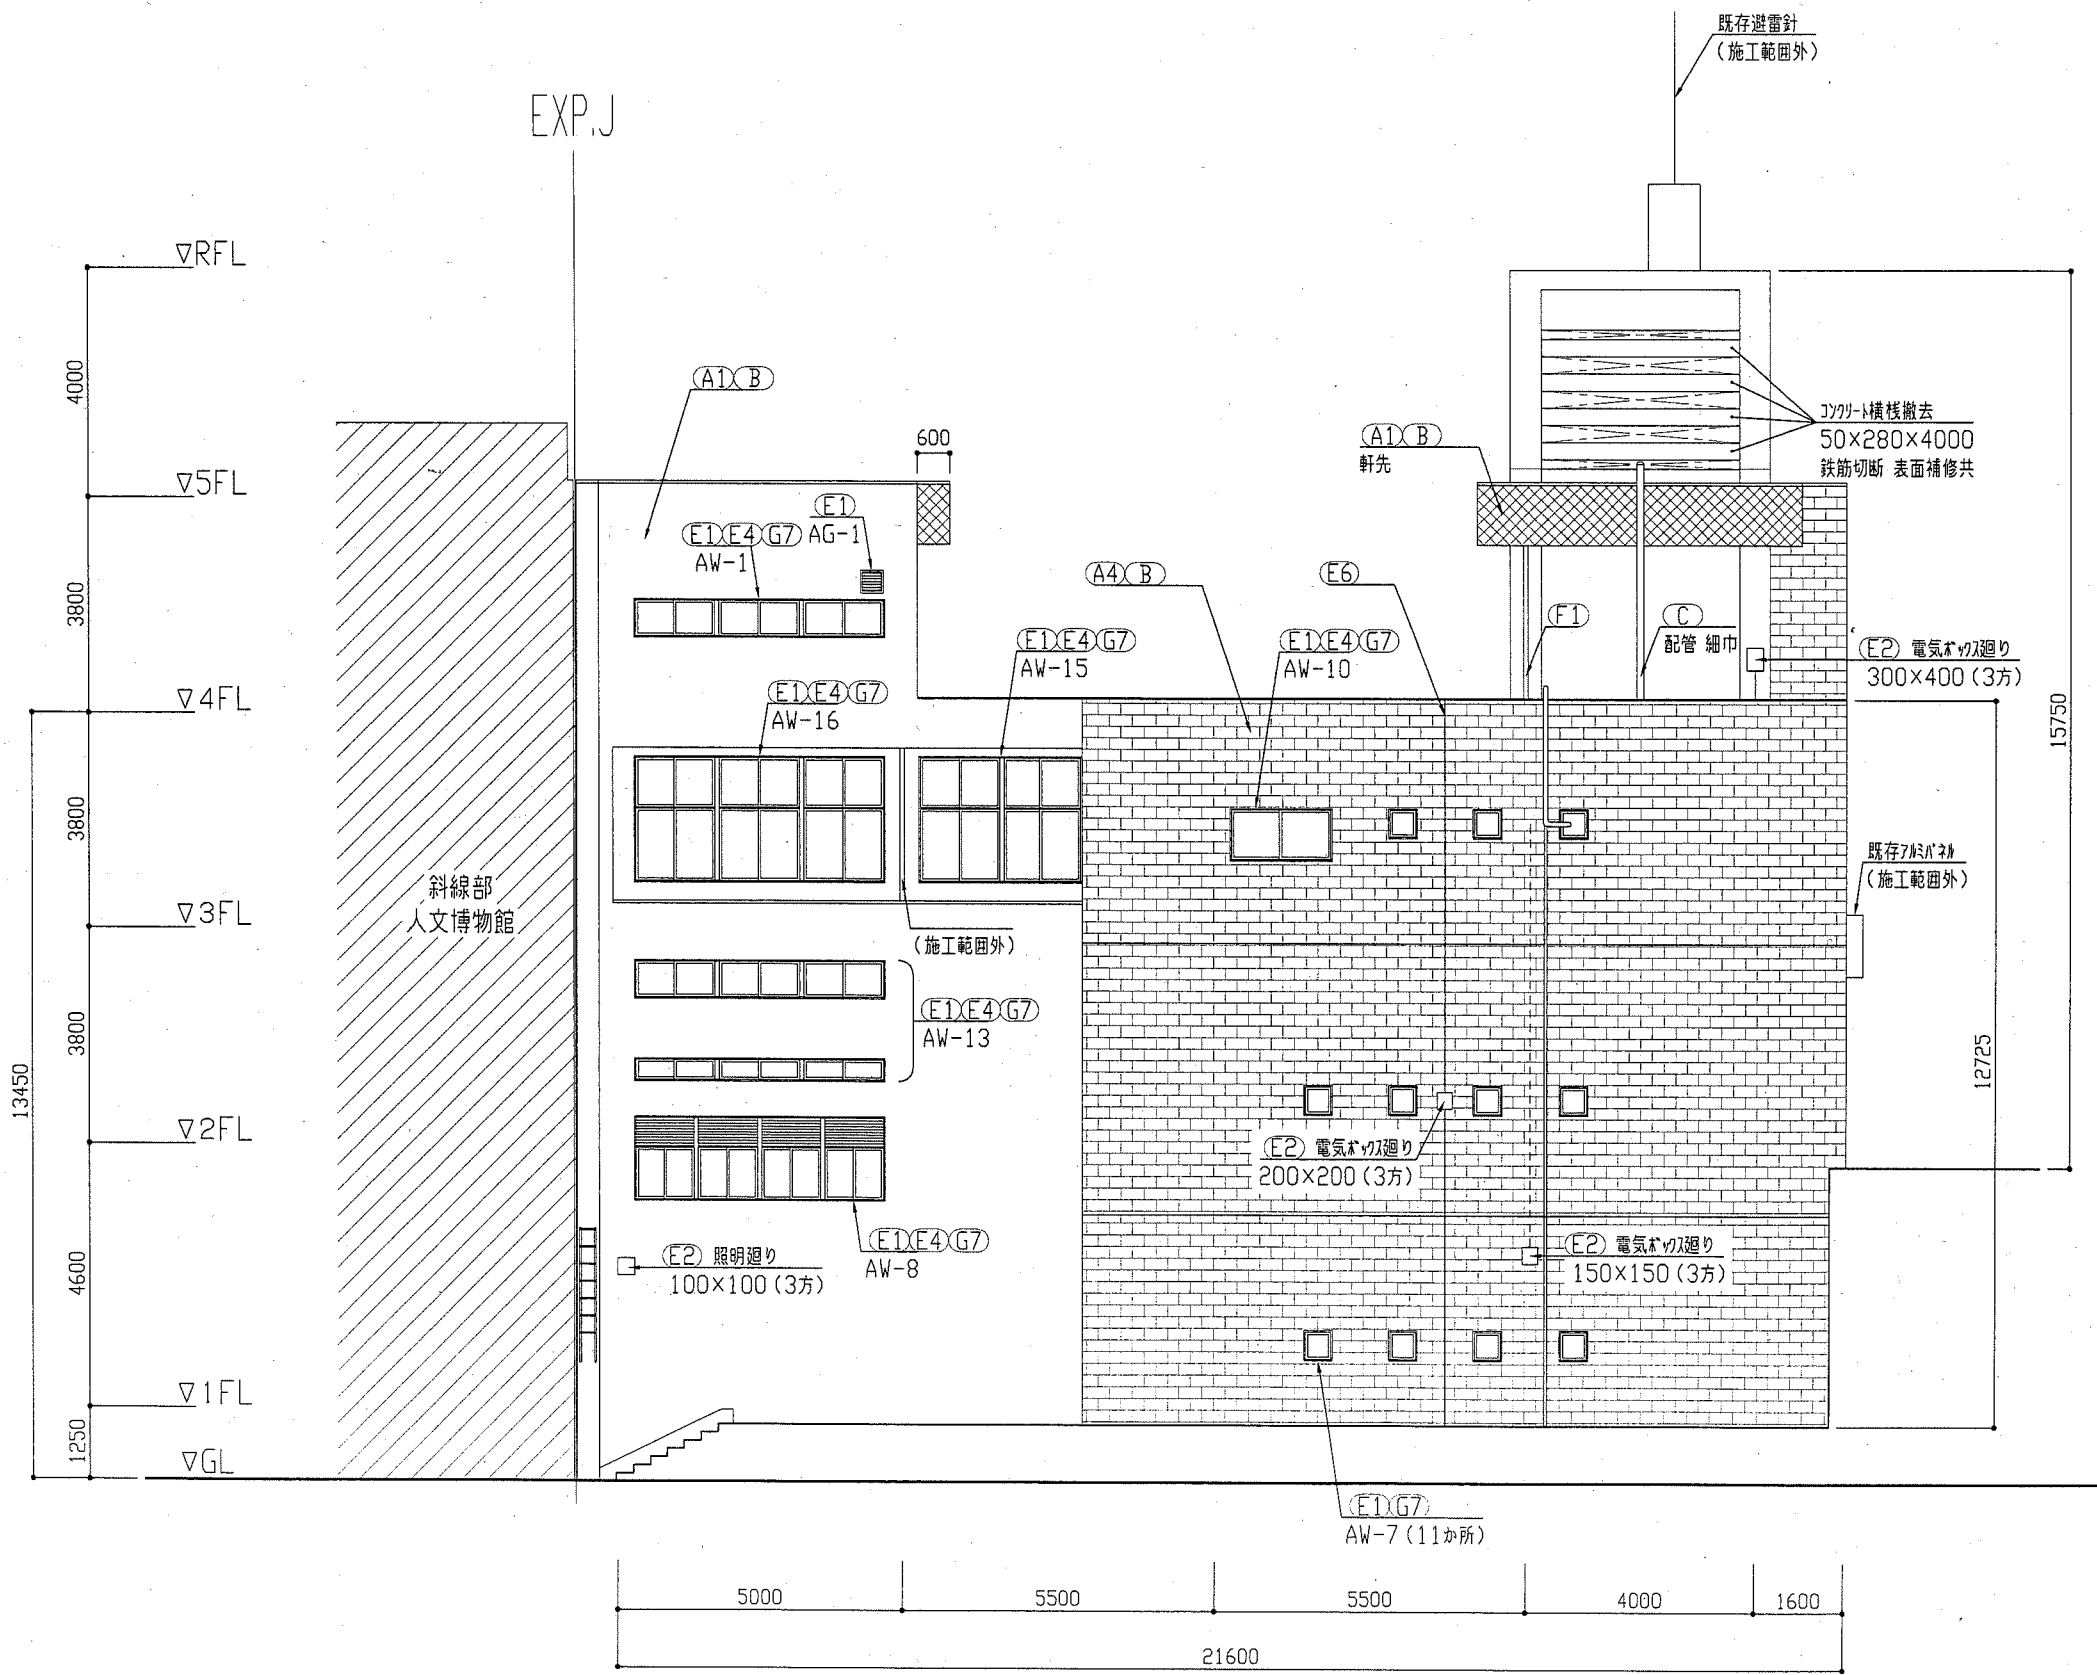 既存避雷針
(施工範囲外)
EXP.J
▽RFL
4000
▽5FL
3800
▽4FL
3800
▽3FL
3800
▽2FL
4600
▽1FL
1250
▽GL
13450
斜線部
人文博物館
A1 B
600
E1
AG-1
E1 E4 G7
AW-1
E1 E4 G7
AW-16
E1 E4 G7
AW-15
(施工範囲外)
E1 E4 G7
AW-13
E1 E4 G7
AW-8
E2 照明廻り
100×100 (3方)
A1 B
軒先
コンクリート横桟撤去
50×280×4000
鉄筋切断 表面補修共
A4 B
E6
E1 E4 G7
AW-10
F1
C
配管 細巾
E2 電気ボックス廻り
300×400 (3方)
15750
既存アルミパネル
(施工範囲外)
12725
E2 電気ボックス廻り
200×200 (3方)
E2 電気ボックス廻り
150×150 (3方)
E1 G7
AW-7 (11か所)
5000
5500
5500
4000
1600
21600